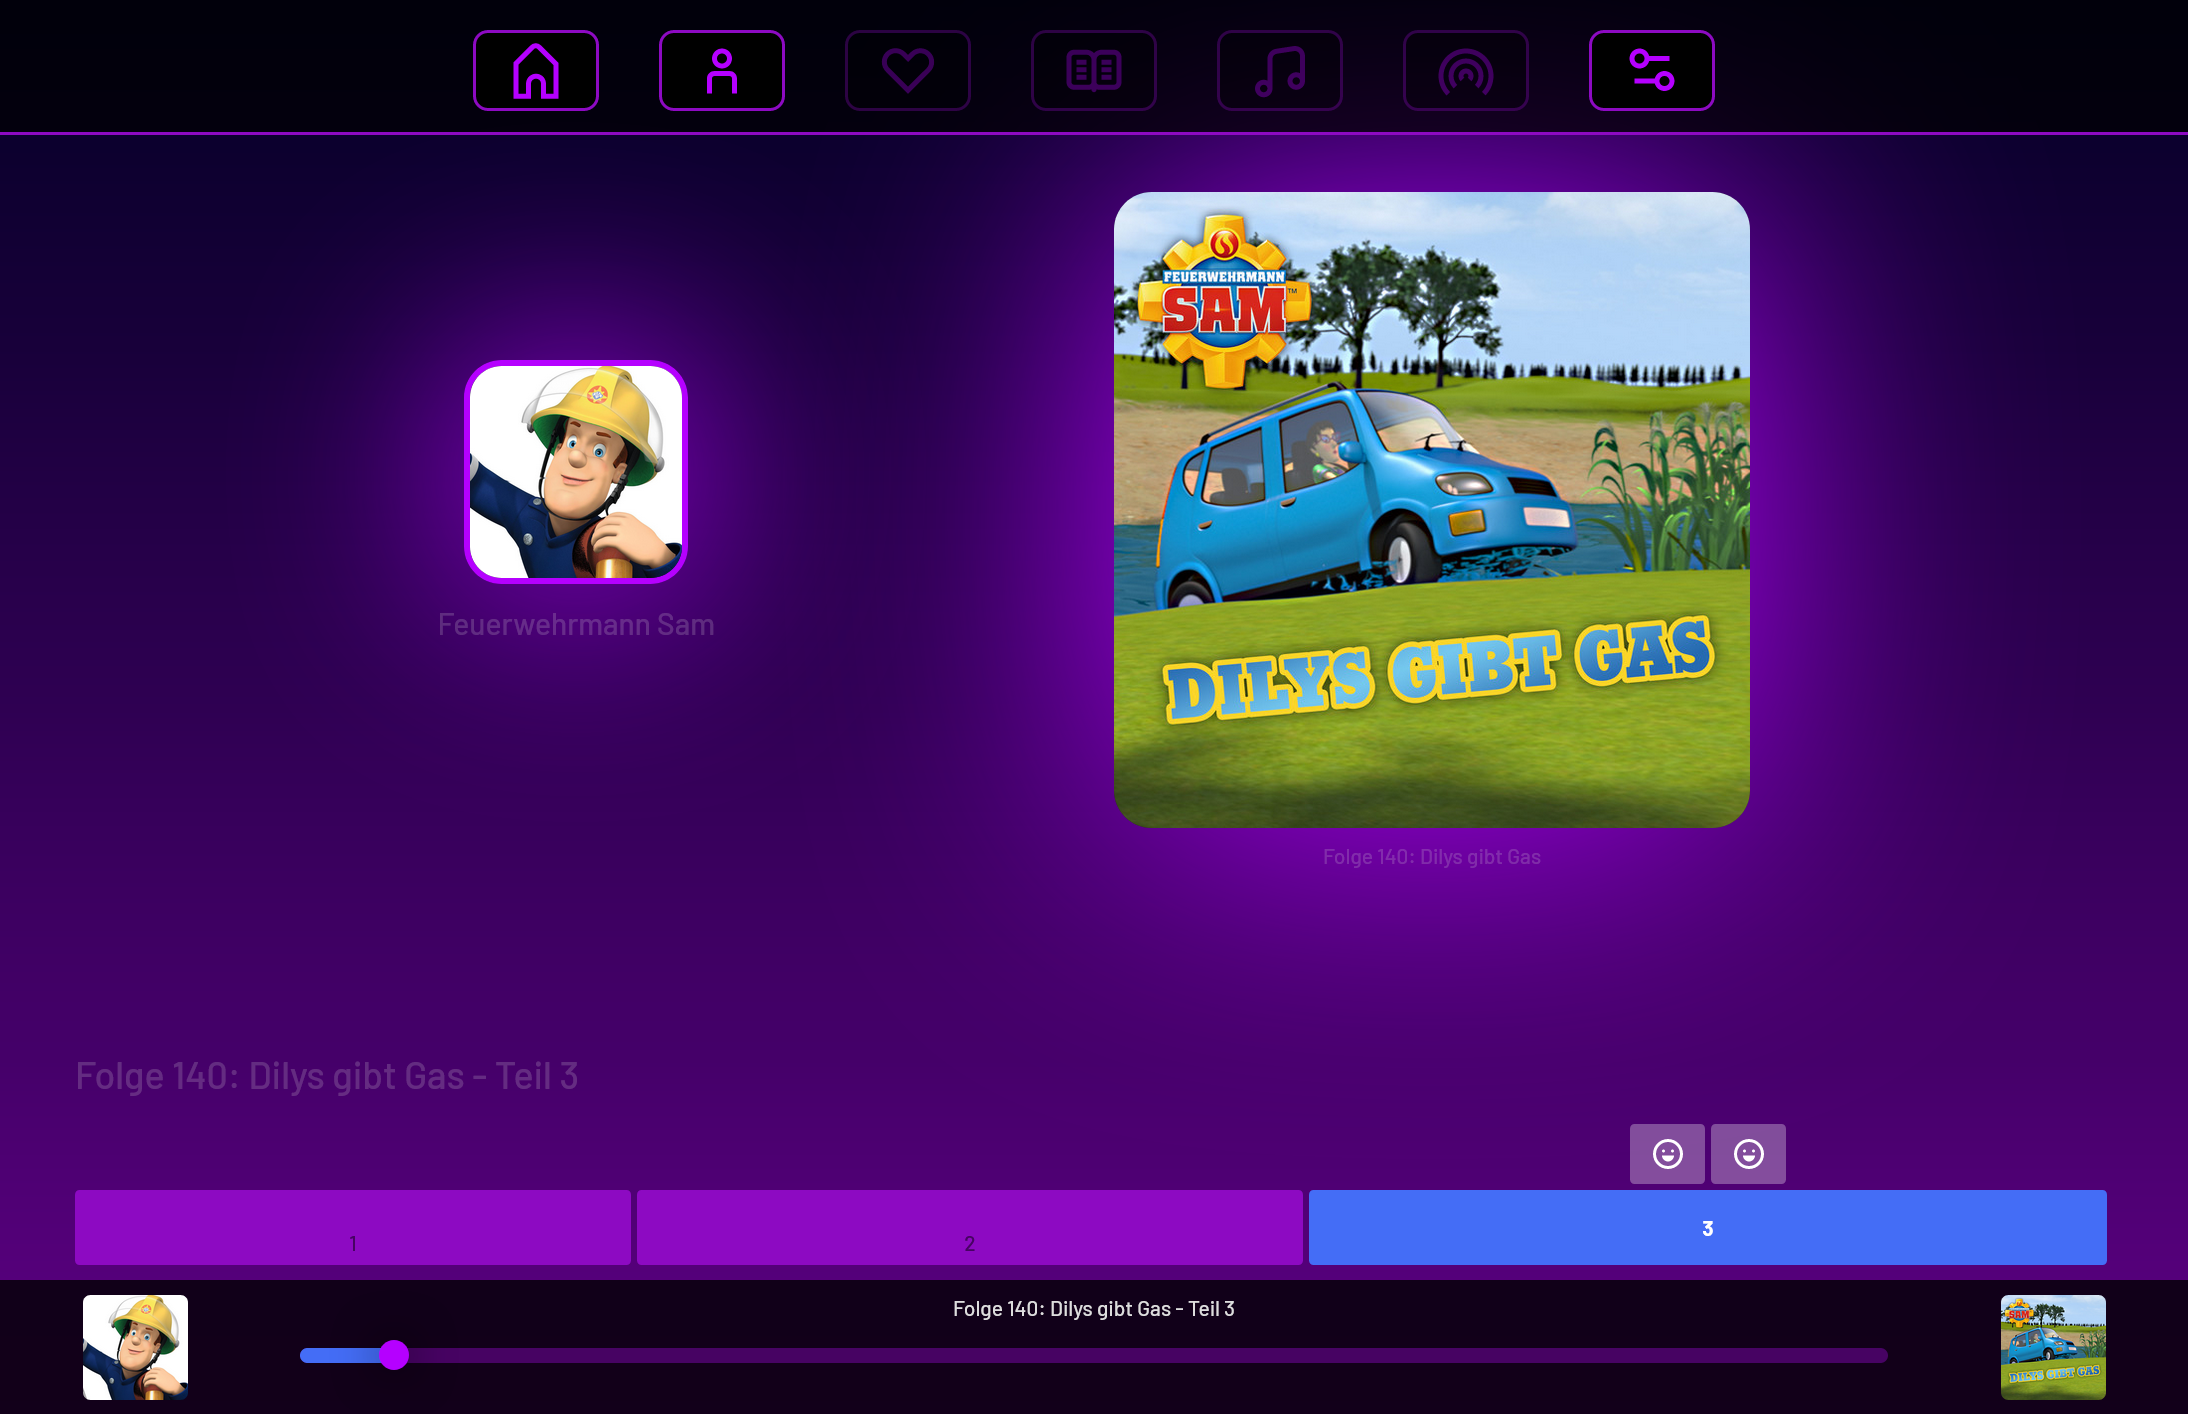 FEUERWEHRMANN
SAM™
DILYS GIBT GAS
Feuerwehrmann Sam
Folge 140: Dilys gibt Gas
Folge 140: Dilys gibt Gas - Teil 3
1
2
3
Folge 140: Dilys gibt Gas - Teil 3
SAM
DILYS GIBT GAS